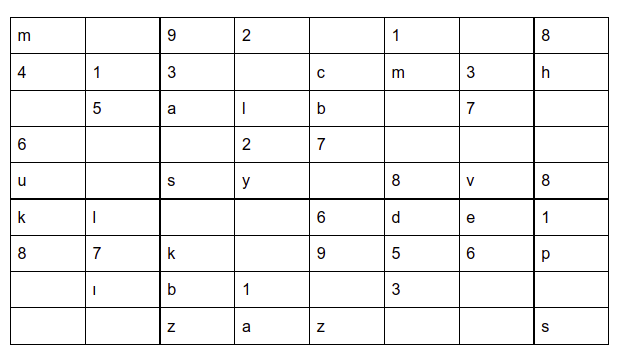 m 9 2 1 8
4 1 3 c m 3 h
5 a l b 7
6 2 7
u s y 8 v 8
k l 6 d e 1
8 7 k 9 5 6 p
ı b 1 3
z a z s